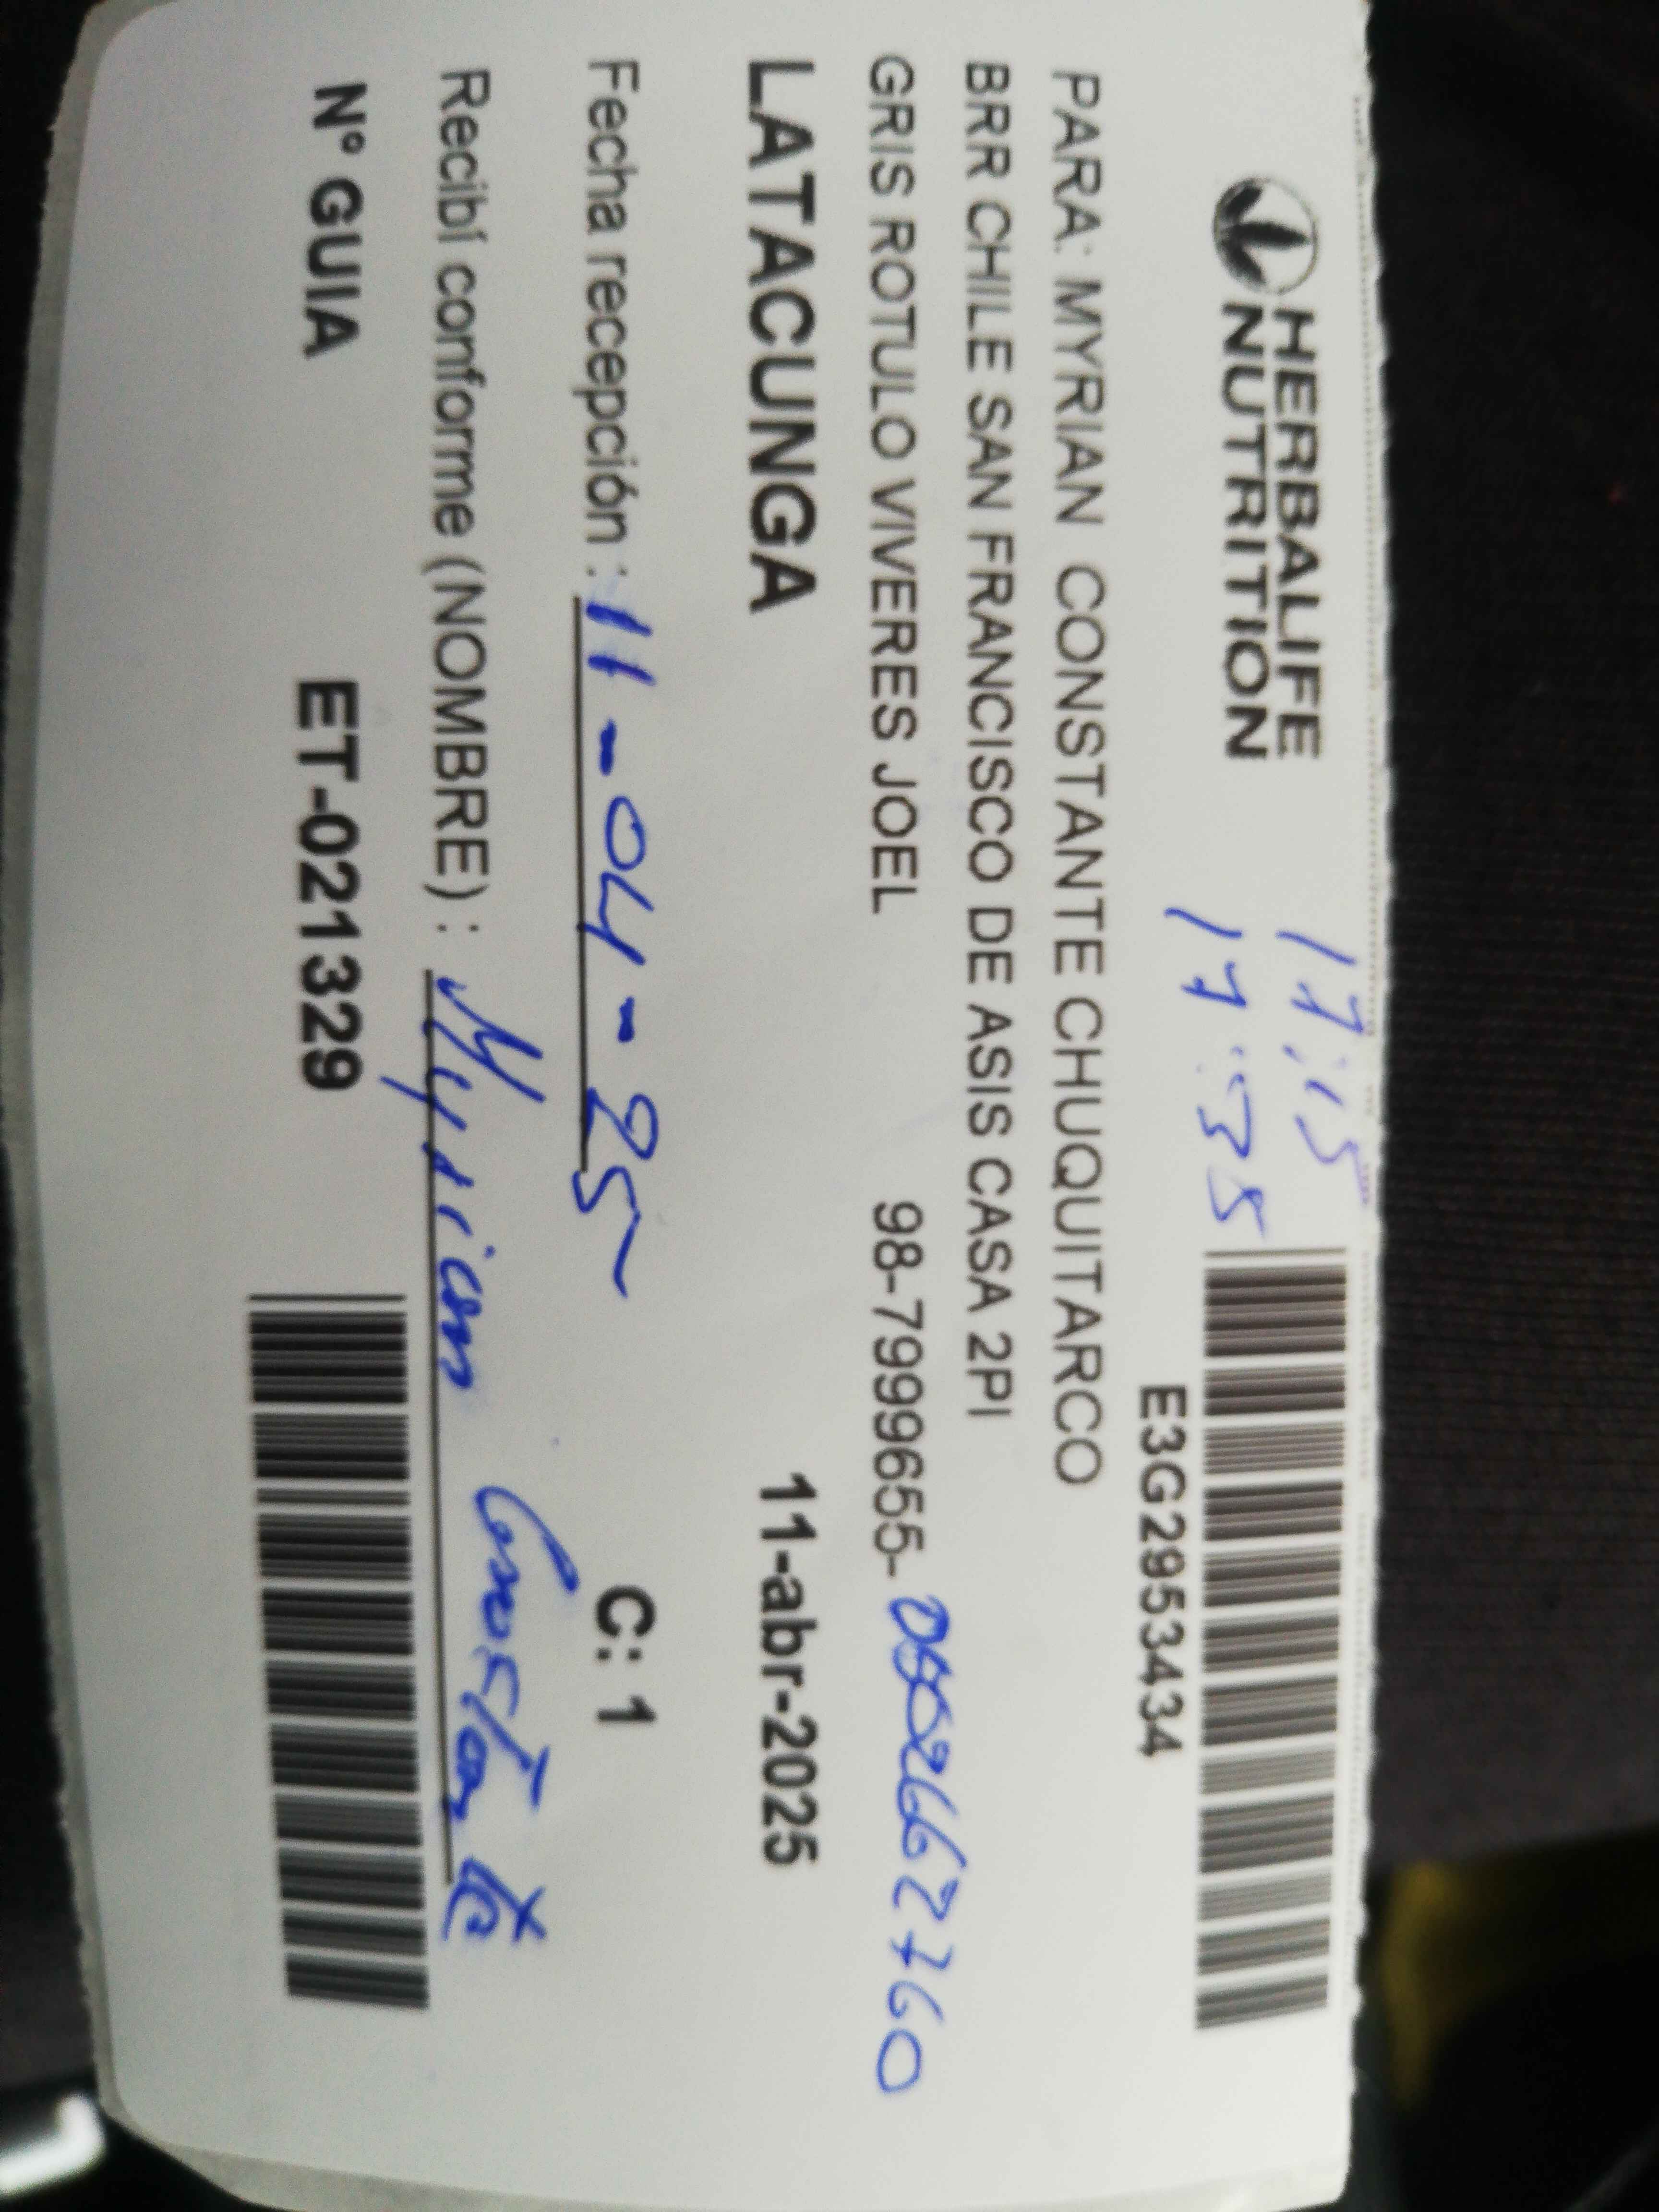 HERBALIFE
NUTRITION
17:15
17:35
E3G2953434
PARA: MYRIAN CONSTANTE CHUQUITARCO
BRR CHILE SAN FRANCISCO DE ASIS CASA 2PI
GRIS ROTULO VIVERES JOEL 98-7999655-
LATACUNGA 11-abr-2025
Fecha recepción : 11-04-25 C: 1
Recibí conforme (NOMBRE) : Myrian Constante
N° GUIA ET-021329